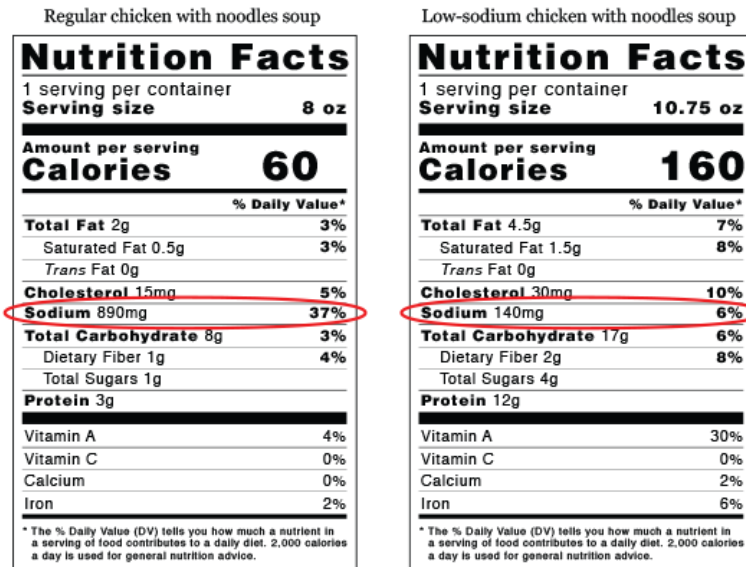 Regular chicken with noodles soup
Nutrition Facts
1 serving per container
Serving size 8 oz
Amount per serving
Calories 60
% Daily Value*
Total Fat 2g 3%
Saturated Fat 0.5g 3%
Trans Fat 0g
Cholesterol 15mg 5%
Sodium 890mg 37%
Total Carbohydrate 8g 3%
Dietary Fiber 1g 4%
Total Sugars 1g
Protein 3g
Vitamin A 4%
Vitamin C 0%
Calcium 0%
Iron 2%
* The % Daily Value (DV) tells you how much a nutrient in
a serving of food contributes to a daily diet. 2,000 calories
a day is used for general nutrition advice.
Low-sodium chicken with noodles soup
Nutrition Facts
1 serving per container
Serving size 10.75 oz
Amount per serving
Calories 160
% Daily Value*
Total Fat 4.5g 7%
Saturated Fat 1.5g 8%
Trans Fat 0g
Cholesterol 30mg 10%
Sodium 140mg 6%
Total Carbohydrate 17g 6%
Dietary Fiber 2g 8%
Total Sugars 4g
Protein 12g
Vitamin A 30%
Vitamin C 0%
Calcium 2%
Iron 6%
* The % Daily Value (DV) tells you how much a nutrient in
a serving of food contributes to a daily diet. 2,000 calories
a day is used for general nutrition advice.